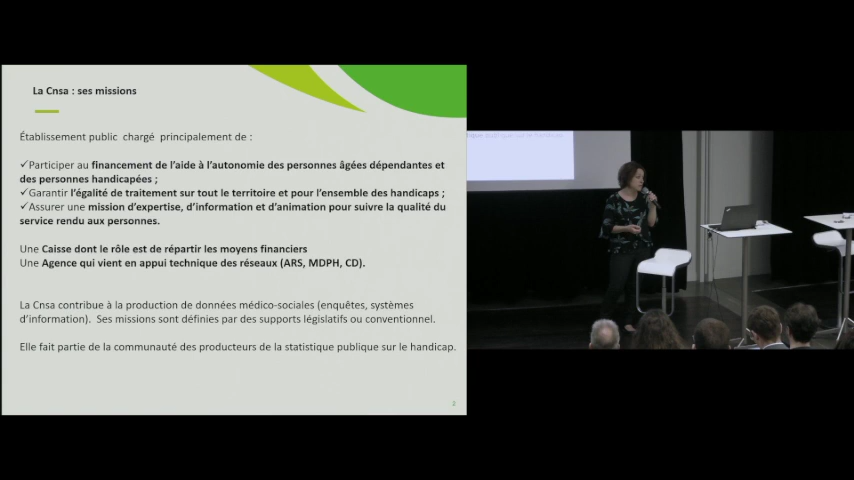 La Cnsa : ses missions
Établissement public chargé principalement de :
✓Participer au financement de l'aide à l'autonomie des personnes âgées dépendantes et
des personnes handicapées ;
✓Garantir l'égalité de traitement sur tout le territoire et pour l'ensemble des handicaps ;
✓Assurer une mission d'expertise, d'information et d'animation pour suivre la qualité du
service rendu aux personnes.
Une Caisse dont le rôle est de répartir les moyens financiers
Une Agence qui vient en appui technique des réseaux (ARS, MDPH, CD).
La Cnsa contribue à la production de données médico-sociales (enquêtes, systèmes
d'information). Ses missions sont définies par des supports législatifs ou conventionnel.
Elle fait partie de la communauté des producteurs de la statistique publique sur le handicap.
2